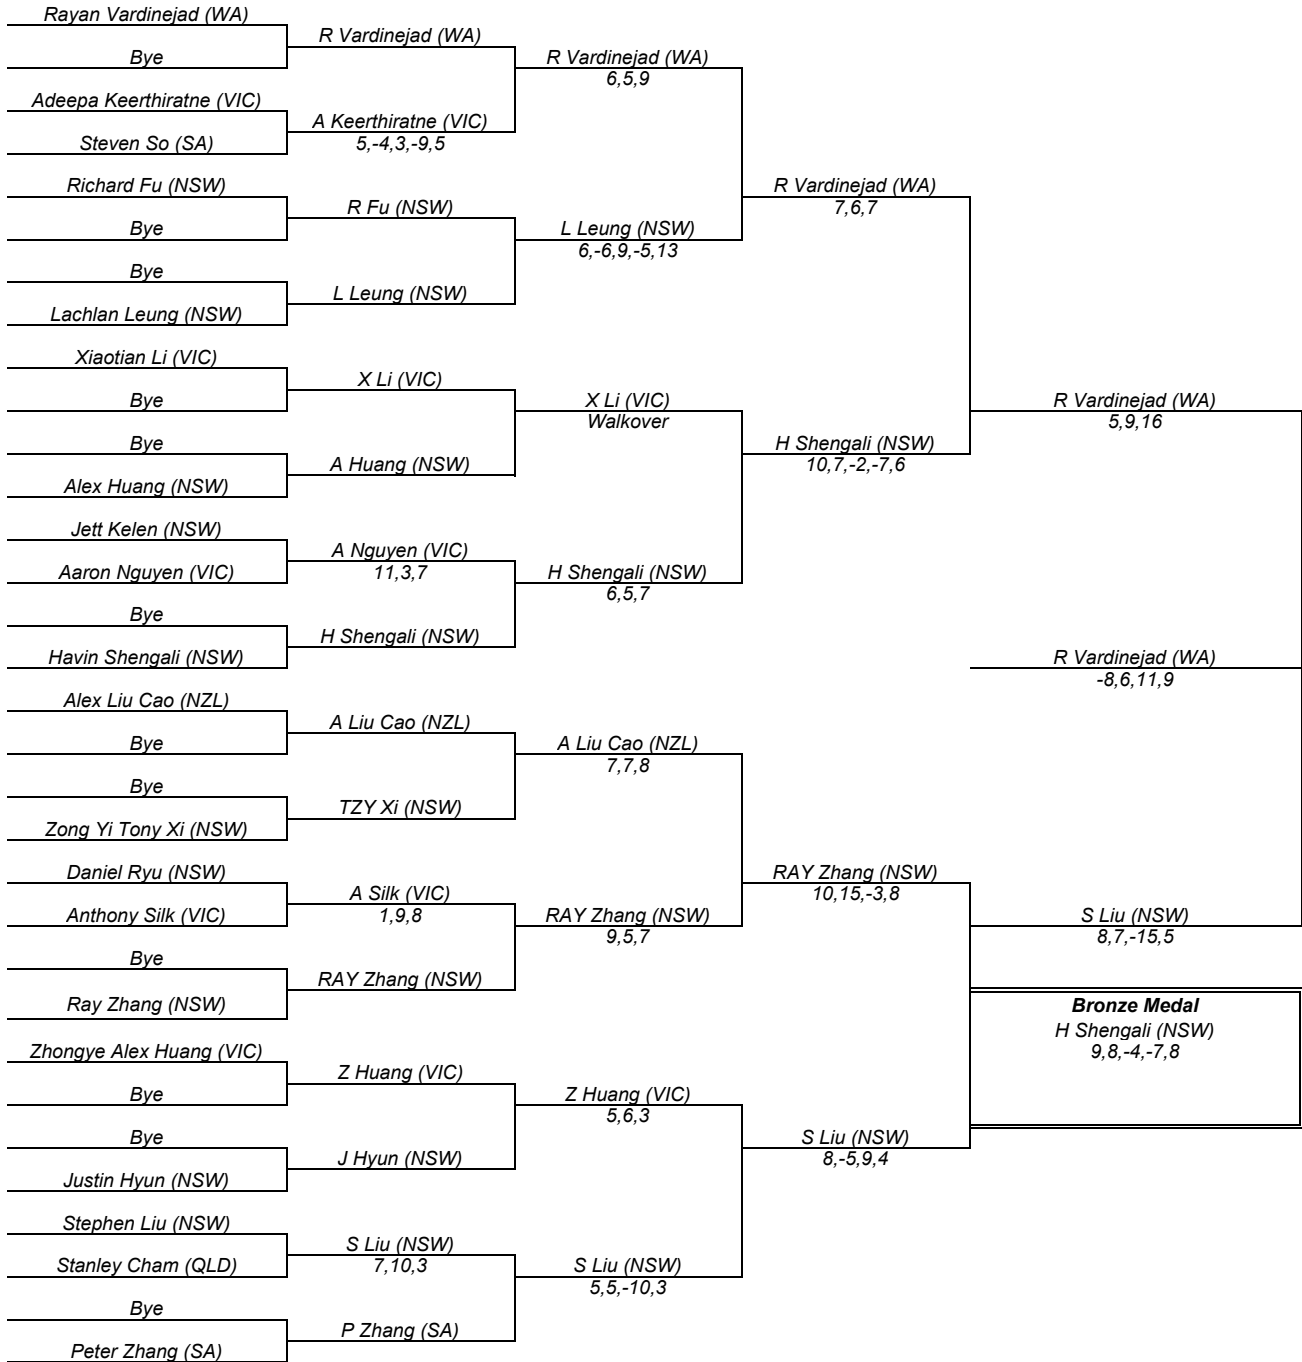 Rayan Vardinejad (WA)
Bye
Adeepa Keerthiratne (VIC)
Steven So (SA)
Richard Fu (NSW)
Bye
Bye
Lachlan Leung (NSW)
Xiaotian Li (VIC)
Bye
Bye
Alex Huang (NSW)
Jett Kelen (NSW)
Aaron Nguyen (VIC)
Bye
Havin Shengali (NSW)
Alex Liu Cao (NZL)
Bye
Bye
Zong Yi Tony Xi (NSW)
Daniel Ryu (NSW)
Anthony Silk (VIC)
Bye
Ray Zhang (NSW)
Zhongye Alex Huang (VIC)
Bye
Bye
Justin Hyun (NSW)
Stephen Liu (NSW)
Stanley Cham (QLD)
Bye
Peter Zhang (SA)
R Vardinejad (WA)
A Keerthiratne (VIC)
5,-4,3,-9,5
R Fu (NSW)
L Leung (NSW)
X Li (VIC)
A Huang (NSW)
A Nguyen (VIC)
11,3,7
H Shengali (NSW)
A Liu Cao (NZL)
TZY Xi (NSW)
A Silk (VIC)
1,9,8
RAY Zhang (NSW)
Z Huang (VIC)
J Hyun (NSW)
S Liu (NSW)
7,10,3
P Zhang (SA)
R Vardinejad (WA)
6,5,9
L Leung (NSW)
6,-6,9,-5,13
X Li (VIC)
Walkover
H Shengali (NSW)
6,5,7
A Liu Cao (NZL)
7,7,8
RAY Zhang (NSW)
9,5,7
Z Huang (VIC)
5,6,3
S Liu (NSW)
5,5,-10,3
R Vardinejad (WA)
7,6,7
H Shengali (NSW)
10,7,-2,-7,6
RAY Zhang (NSW)
10,15,-3,8
S Liu (NSW)
8,-5,9,4
R Vardinejad (WA)
5,9,16
R Vardinejad (WA)
-8,6,11,9
S Liu (NSW)
8,7,-15,5
Bronze Medal
H Shengali (NSW)
9,8,-4,-7,8